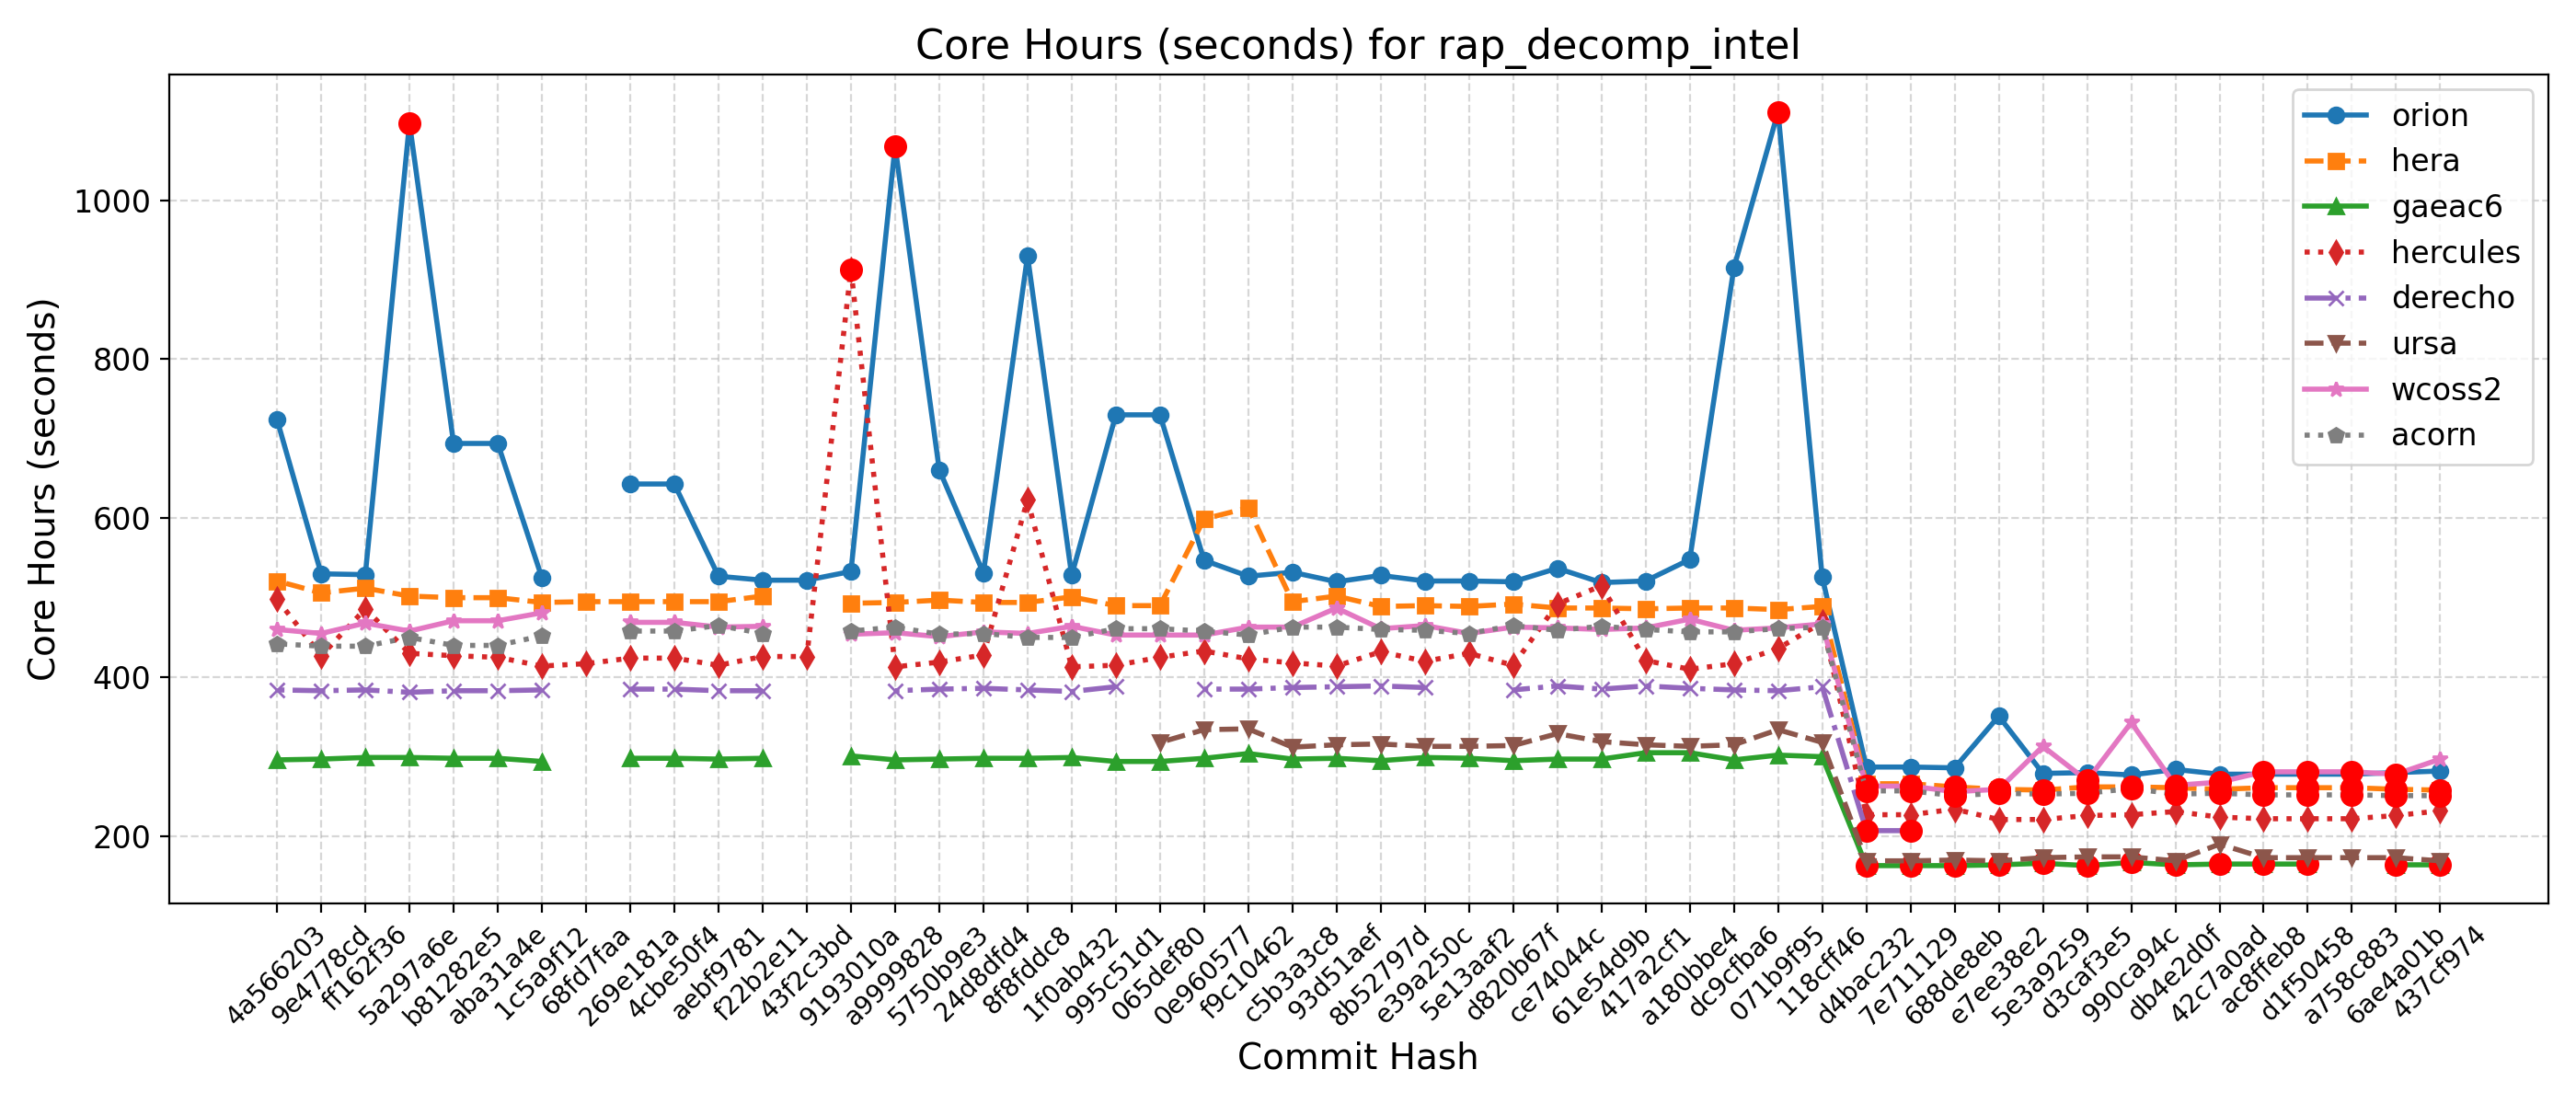 Core Hours (seconds) for rap_decomp_intel
Core Hours (seconds)
1000
800
600
400
200
orion
hera
gaeac6
hercules
derecho
ursa
wcoss2
acorn
4a566203
9e4778cd
ff162f36
5a297a6e
b81282e5
aba31a4e
1c5a9f12
68fd7faa
269e181a
4cbe50f4
aebf9781
f22b2e11
43f2c3bd
9193010a
a9999828
5750b9e3
24d8dfd4
8f8fddc8
1f0ab432
995c51d1
065def80
0e960577
f9c10462
c5b3a3c8
93d51aef
8b52797d
e39a250c
5e13aaf2
d820b67f
ce74044c
61e54d9b
417a2cf1
a180bbe4
dc9cfba6
071b9f95
118cff46
d4bac232
7e711129
688de8eb
e7ee38e2
5e3a9259
d3caf3e5
990ca94c
db4e2d0f
42c7a0ad
ac8ffeb8
d1f50458
a758c883
6ae4a01b
437cf974
Commit Hash